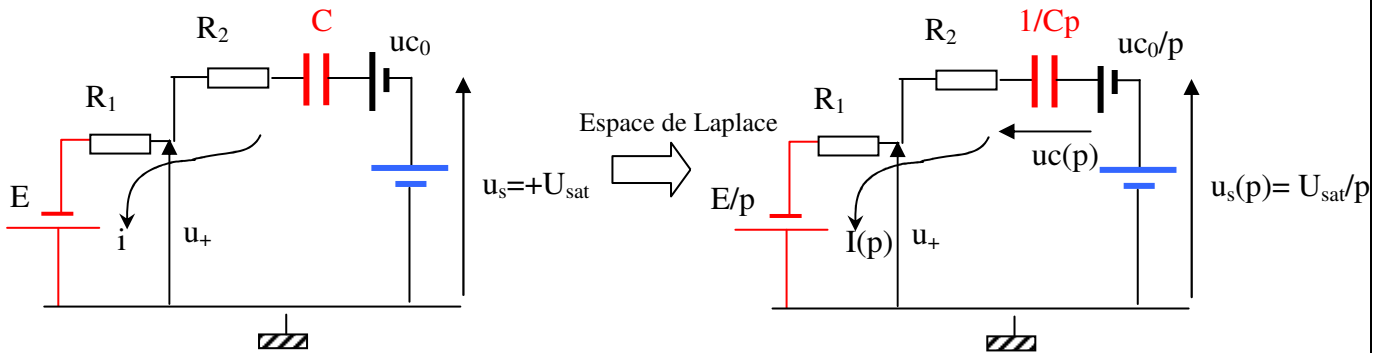 C
R₂
uc₀
R₁
E
i
u₊
uₛ=+Uₛₐₜ
Espace de Laplace
1/Cp
R₂
uc₀/p
R₁
uc(p)
E/p
I(p)
u₊
uₛ(p)= Uₛₐₜ/p